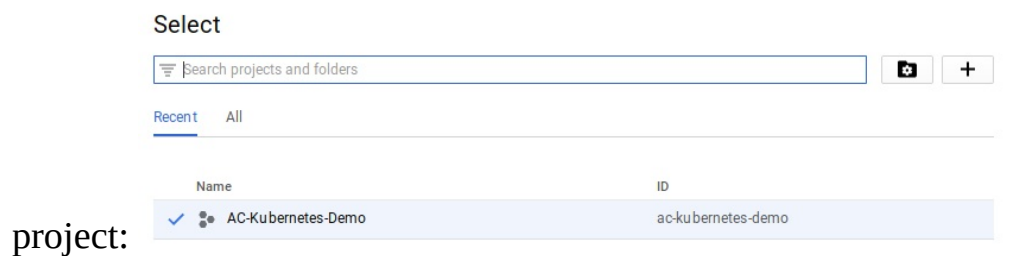 Select
Search projects and folders
Recent All
Name ID
AC-Kubernetes-Demo ac-kubernetes-demo
project: